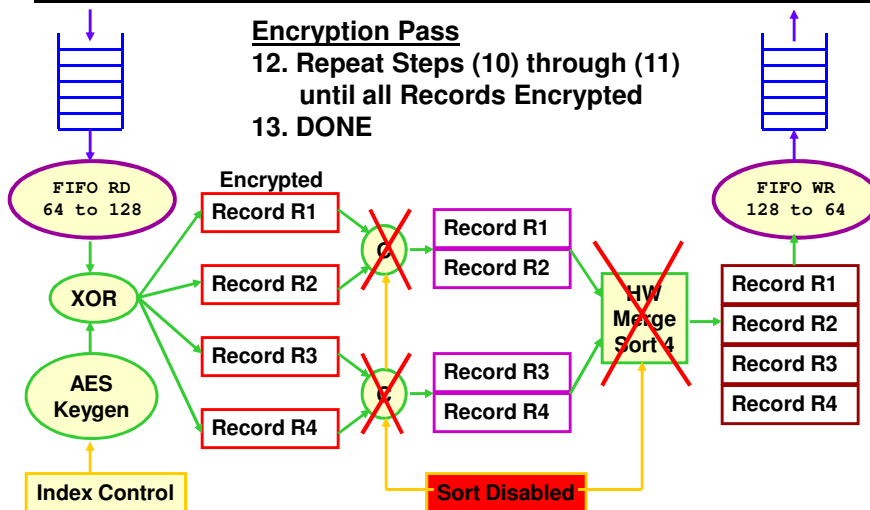 Encryption Pass
12. Repeat Steps (10) through (11)
until all Records Encrypted
13. DONE
FIFO RD
64 to 128
FIFO WR
128 to 64
Encrypted
Record R1
Record R2
Record R3
Record R4
XOR
AES
Keygen
Index Control
C
C
Record R1
Record R2
Record R3
Record R4
HW
Merge
Sort 4
Sort Disabled
Record R1
Record R2
Record R3
Record R4